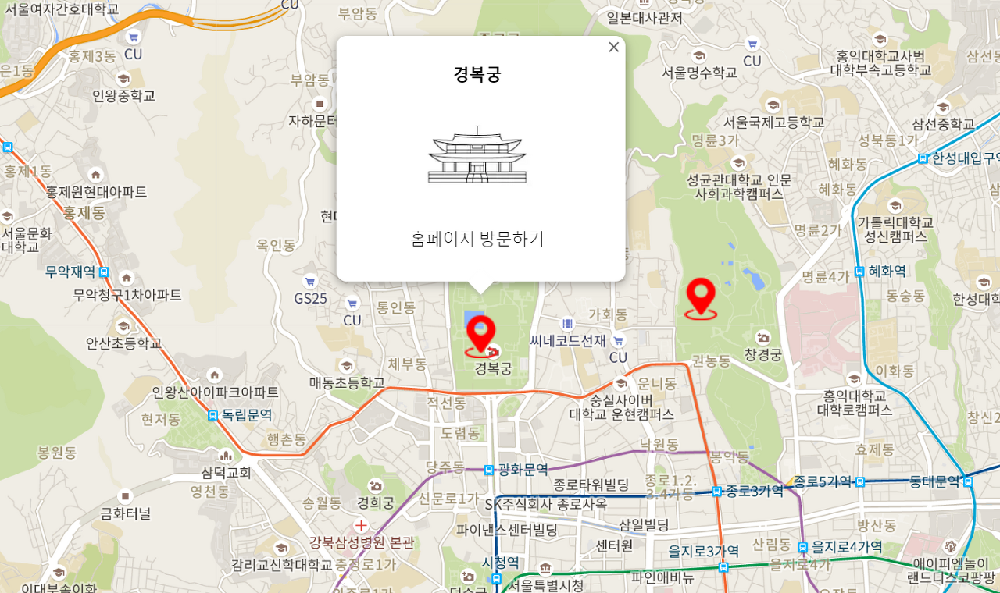 서울여자간호대학교
CU
부암동
일본대사관저
홍제3동
CU
은1동
부암동
인왕중학교
자하문터
CU
서울명수학교
홍익대학교사범
대학부속고등학교
삼선동
서울국제고등학교
삼선중학교
명륜3가
성북동1가
한성대입구역
혜화동
성균관대학교 인문
사회과학캠퍼스
혜화동
경복궁
홈페이지 방문하기
홍제1동
홍제원현대아파트
홍제동
서울문화
대학교
옥인동
가톨릭대학교
성신캠퍼스
명륜2가
무악재역
무악청구1차아파트
혜화역
명륜4가
동숭동
한성대학
GS25
CU
통인동
가회동
안산초등학교
씨네코드선재
CU
창경궁
체부동
경복궁
권농동
이화동
매동초등학교
인왕산아이파크아파트
적선동
운니동
숭실사이버
대학교 운현캠퍼스
홍익대학교
대학로캠퍼스
독립문역
현저동
행촌동
도렴동
낙원동
창신2
봉원동
봉익동
효제동
삼덕교회
당주동
광화문역
종로1.2.
3.4가동
종로타워빌딩
종로3가역
종로5가역
동대문역
영천동
송월동
경희궁
신문로1가
SK주식회사 종로사옥
금화터널
파이낸스센터빌딩
삼일빌딩
방산동
강북삼성병원 본관
센터원
을지로3가역
산림동
을지로4가역
감리교신학대학교
충정로1가
시청역
을지로4가
애이피엠놀이
랜드디스코팡팡
서울특별시청
파인애비뉴
이대부속이화